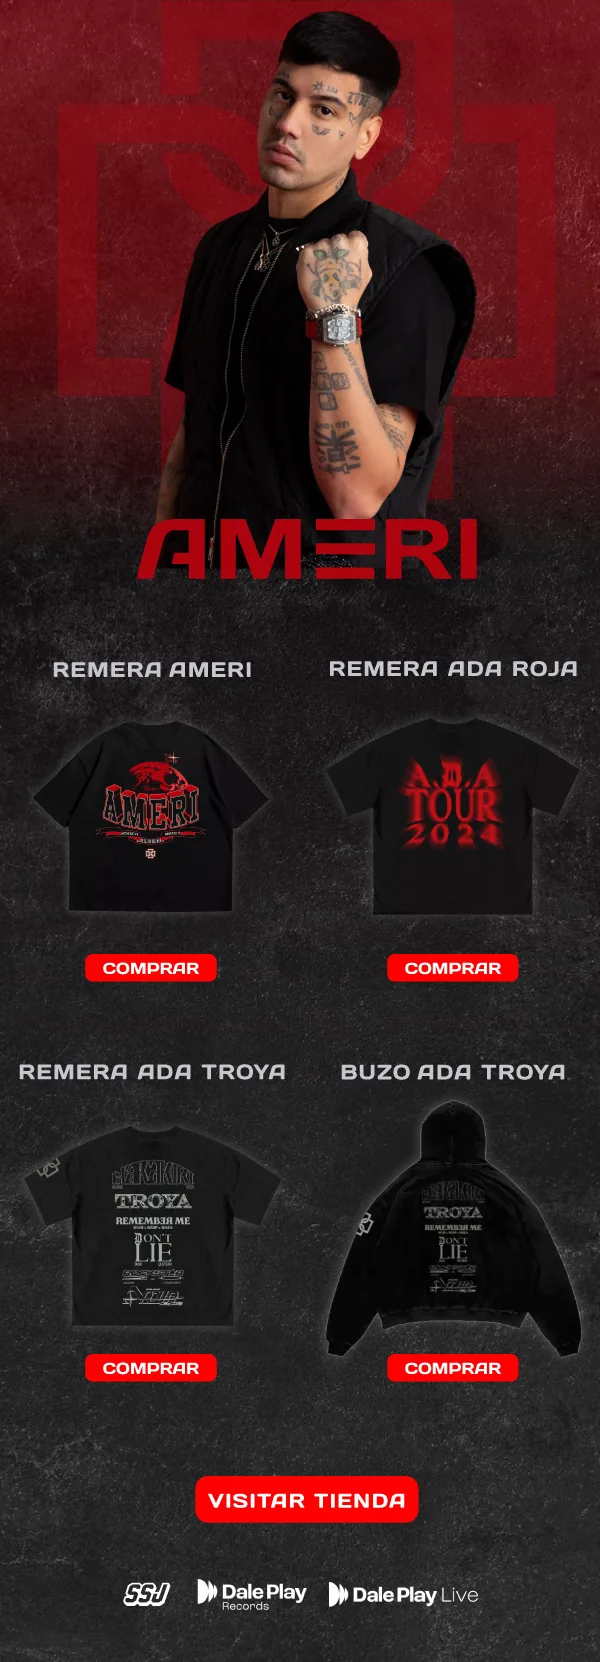 AMERI
REMERA AMERI
REMERA ADA ROJA
AMERI
A.D.A
TOUR
2024
COMPRAR
COMPRAR
REMERA ADA TROYA
BUZO ADA TROYA
TROYA
REMEMBER ME
DON'T
LIE
TROYA
REMEMBER ME
DON'T
LIE
COMPRAR
COMPRAR
VISITAR TIENDA
SSJ
Dale Play
Records
Dale Play Live